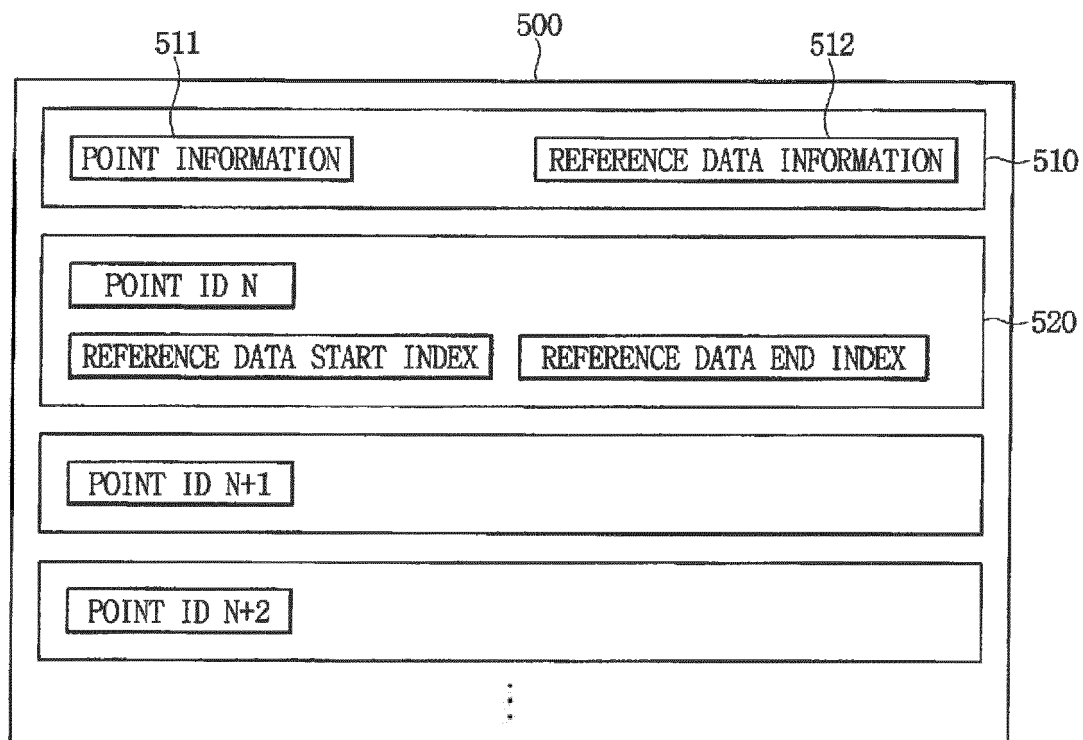 500
511
512
POINT INFORMATION
REFERENCE DATA INFORMATION
510
POINT ID N
520
REFERENCE DATA START INDEX
REFERENCE DATA END INDEX
POINT ID N+1
POINT ID N+2